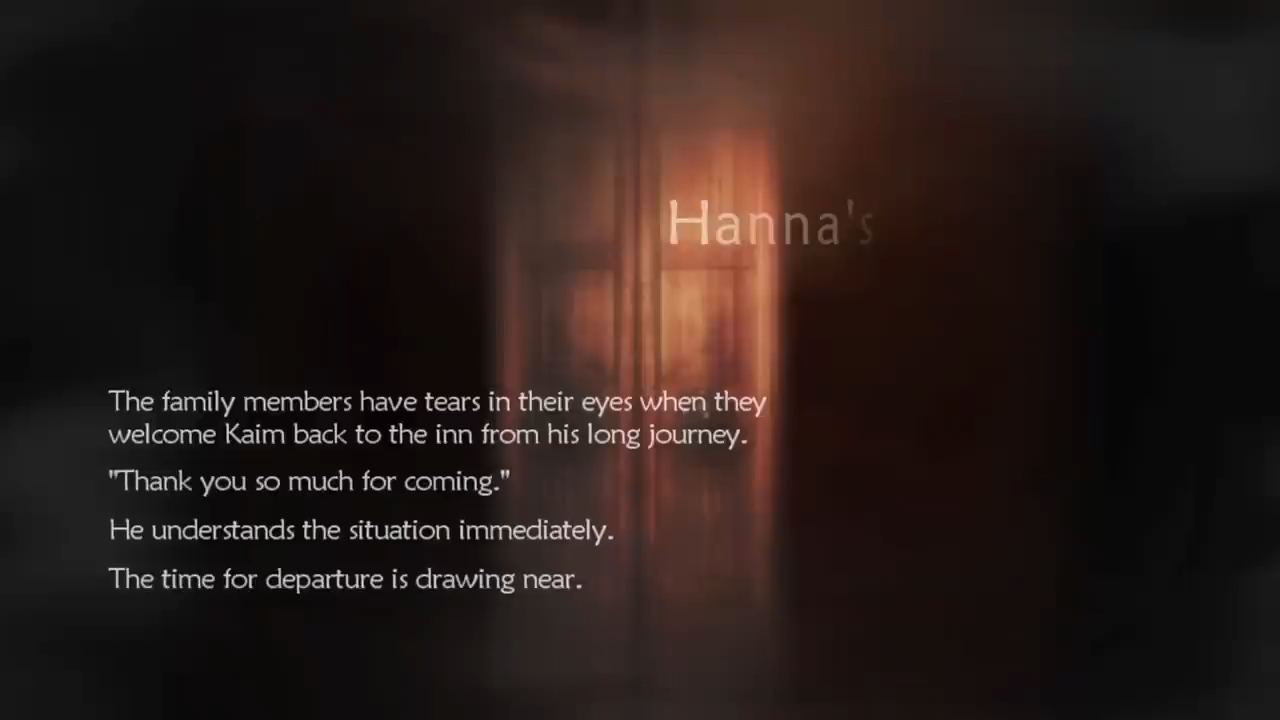 Hanna's
The family members have tears in their eyes when they
welcome Kaim back to the inn from his long journey.
"Thank you so much for coming."
He understands the situation immediately.
The time for departure is drawing near.